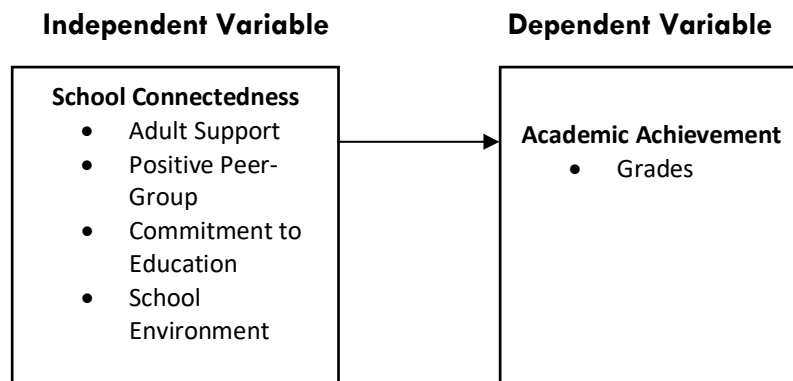 Independent Variable
Dependent Variable
School Connectedness
• Adult Support
• Positive Peer-
Group
• Commitment to
Education
• School
Environment
Academic Achievement
• Grades